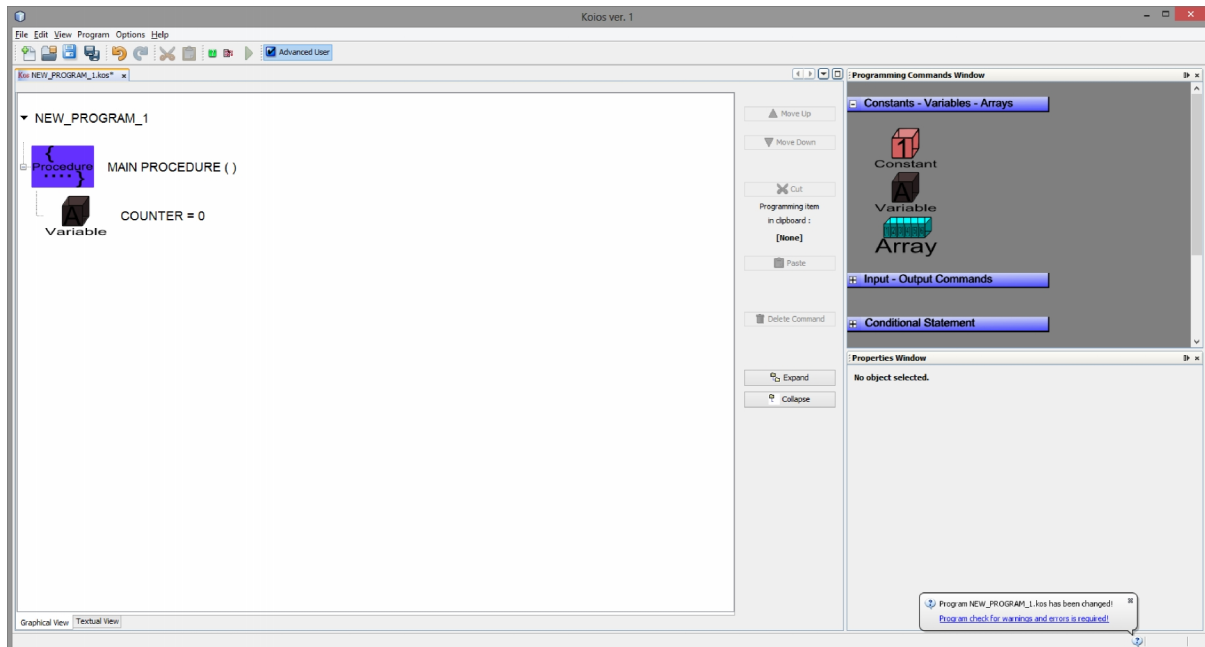 Koios ver. 1
File Edit View Program Options Help
Advanced User
Kos NEW_PROGRAM_1.kos* x
NEW_PROGRAM_1
{
Procedure
.... }
MAIN PROCEDURE ( )
A
Variable
COUNTER = 0
Graphical View Textual View
Move Up
Move Down
Cut
Programming item
in clipboard :
[None]
Paste
Delete Command
Expand
Collapse
Programming Commands Window
Constants - Variables - Arrays
1
Constant
A
Variable
Array
Input - Output Commands
Conditional Statement
Properties Window
No object selected.
Program NEW_PROGRAM_1.kos has been changed!
Program check for warnings and errors is required!